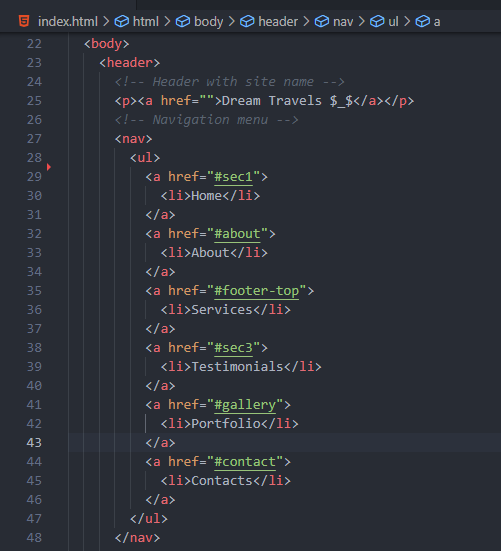 index.html > html > body > header > nav > ul > a
22 <body>
23 <header>
24 <!-- Header with site name -->
25 <p><a href="">Dream Travels $_$</a></p>
26 <!-- Navigation menu -->
27 <nav>
28 <ul>
29 <a href="#sec1">
30 <li>Home</li>
31 </a>
32 <a href="#about">
33 <li>About</li>
34 </a>
35 <a href="#footer-top">
36 <li>Services</li>
37 </a>
38 <a href="#sec3">
39 <li>Testimonials</li>
40 </a>
41 <a href="#gallery">
42 <li>Portfolio</li>
43 </a>
44 <a href="#contact">
45 <li>Contacts</li>
46 </a>
47 </ul>
48 </nav>